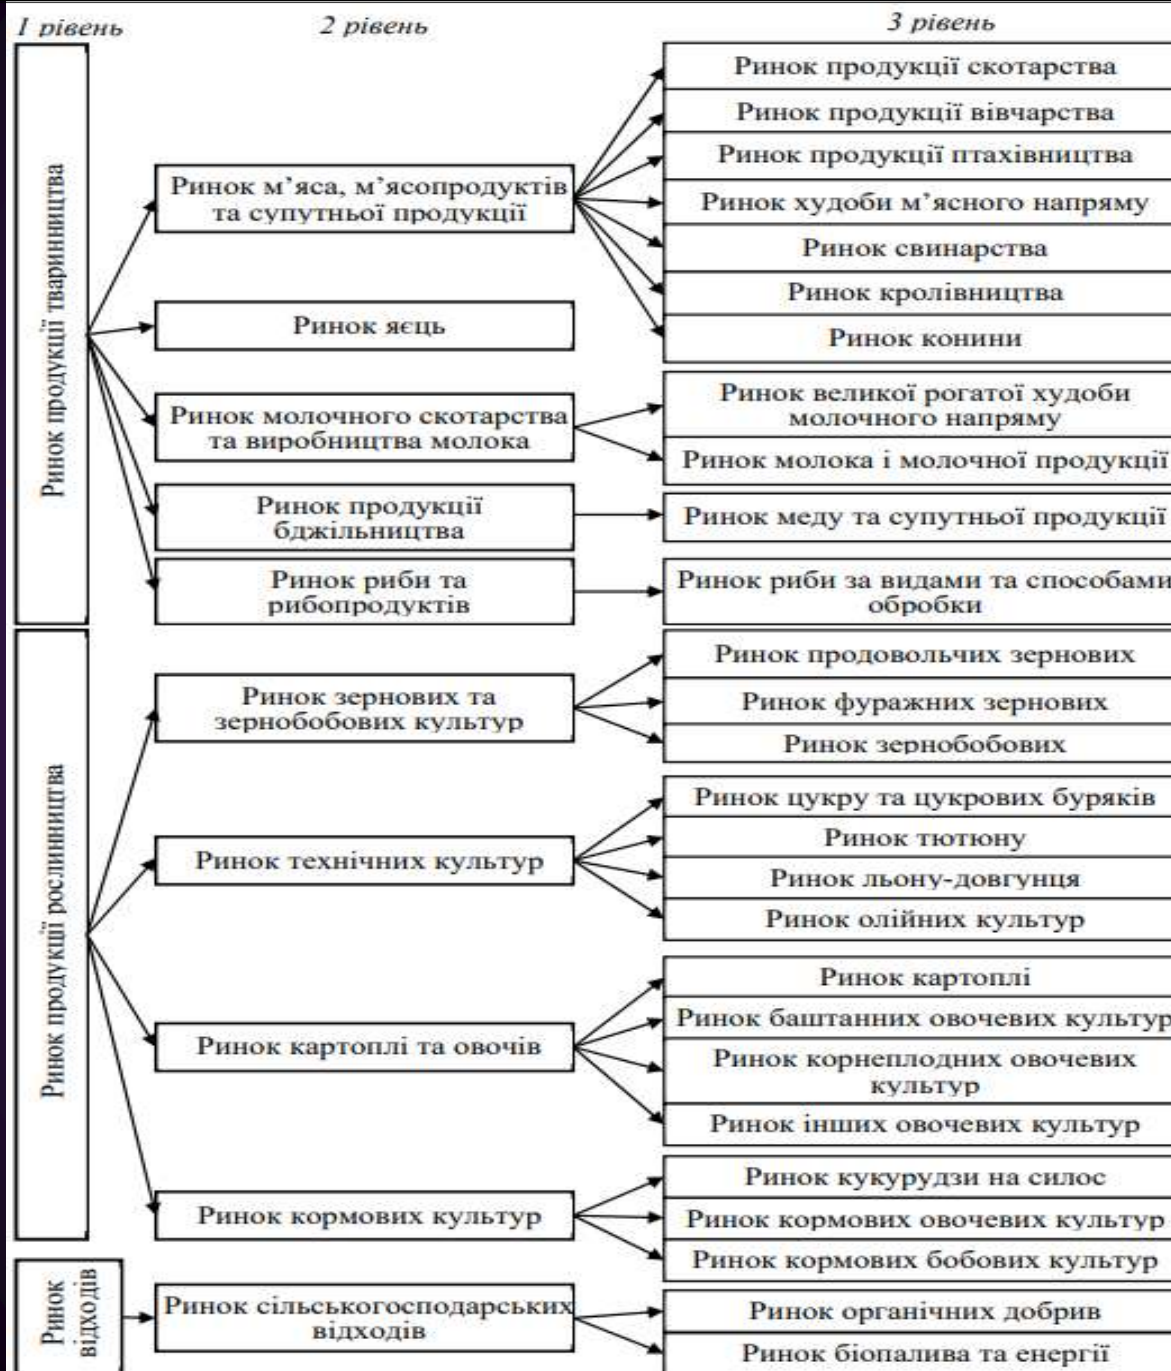 1 рівень
2 рівень
3 рівень
Ринок продукції тваринництва
Ринок м’яса, м’ясопродуктів
та супутньої продукції
Ринок продукції скотарства
Ринок продукції вівчарства
Ринок продукції птахівництва
Ринок худоби м’ясного напряму
Ринок свинарства
Ринок кролівництва
Ринок конини
Ринок яєць
Ринок молочного скотарства
та виробництва молока
Ринок великої рогатої худоби
молочного напряму
Ринок молока і молочної продукції
Ринок продукції
бджільництва
Ринок меду та супутньої продукції
Ринок риби та
рибопродуктів
Ринок риби за видами та способами
обробки
Ринок продукції рослинництва
Ринок зернових та
зернобобових культур
Ринок продовольчих зернових
Ринок фуражних зернових
Ринок зернобобових
Ринок технічних культур
Ринок цукру та цукрових буряків
Ринок тютюну
Ринок льону-довгунця
Ринок олійних культур
Ринок картоплі та овочів
Ринок картоплі
Ринок баштанних овочевих культур
Ринок корнеплодних овочевих
культур
Ринок інших овочевих культур
Ринок кормових культур
Ринок кукурудзи на силос
Ринок кормових овочевих культур
Ринок кормових бобових культур
Ринок
відходів
Ринок сільськогосподарських
відходів
Ринок органічних добрив
Ринок біопалива та енергії